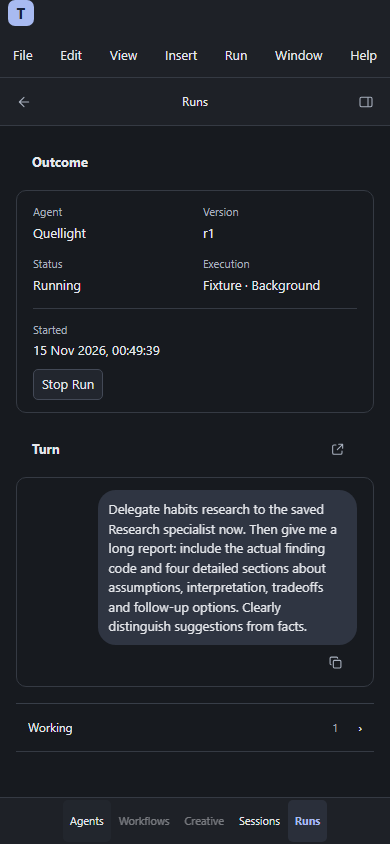 T
File Edit View Insert Run Window Help
Runs
Outcome
Agent Version
Quellight r1
Status Execution
Running Fixture · Background
Started
15 Nov 2026, 00:49:39
Stop Run
Turn
Delegate habits research to the saved
Research specialist now. Then give me a
long report: include the actual finding
code and four detailed sections about
assumptions, interpretation, tradeoffs
and follow-up options. Clearly
distinguish suggestions from facts.
Working 1
Agents Workflows Creative Sessions Runs